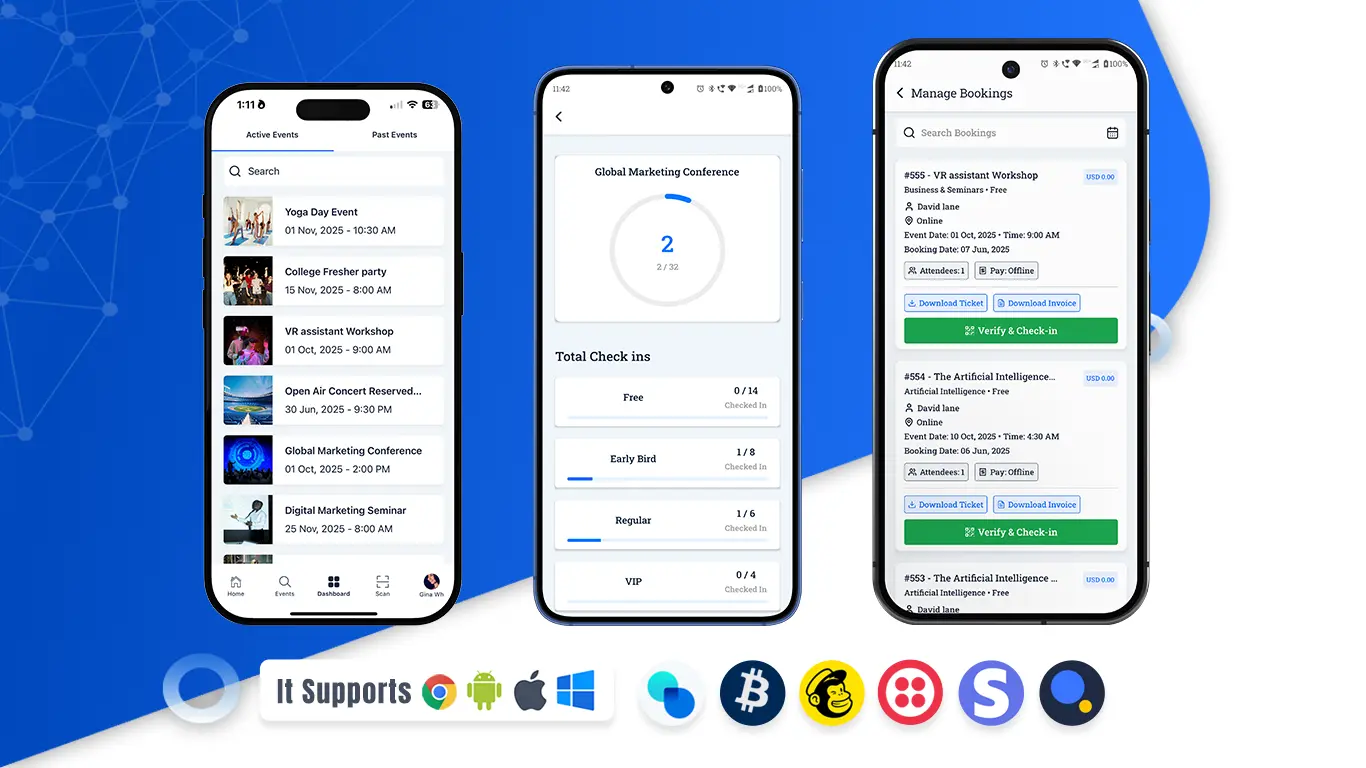 1:11
63
Active Events
Past Events
Search
Yoga Day Event
01 Nov, 2025 - 10:30 AM
College Fresher party
15 Nov, 2025 - 8:00 AM
VR assistant Workshop
01 Oct, 2025 - 9:00 AM
Open Air Concert Reserved...
30 Jun, 2025 - 9:30 PM
Global Marketing Conference
01 Oct, 2025 - 2:00 PM
Digital Marketing Seminar
25 Nov, 2025 - 8:00 AM
Home
Events
Dashboard
Scan
Gina Wh
11:42
100%
Global Marketing Conference
2
2 / 32
Total Check ins
Free
0 / 14
Checked In
Early Bird
1 / 8
Checked In
Regular
1 / 6
Checked In
VIP
0 / 4
Checked In
11:42
100%
Manage Bookings
Search Bookings
#555 - VR assistant Workshop
USD 0.00
Business & Seminars • Free
David lane
Online
Event Date: 01 Oct, 2025 • Time: 9:00 AM
Booking Date: 07 Jun, 2025
Attendees: 1
Pay: Offline
Download Ticket
Download Invoice
Verify & Check-in
#554 - The Artificial Intelligence...
USD 0.00
Artificial Intelligence • Free
David lane
Online
Event Date: 10 Oct, 2025 • Time: 4:30 AM
Booking Date: 06 Jun, 2025
Attendees: 1
Pay: Offline
Download Ticket
Download Invoice
Verify & Check-in
#553 - The Artificial Intelligence ...
USD 0.00
Artificial Intelligence • Free
David lane
It Supports
S